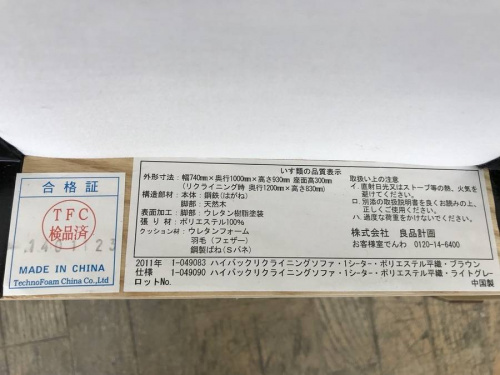 合格証
TFC
検品済
140123
MADE IN CHINA
TechnoFoam China Co.,Ltd
いす類の品質表示
外形寸法：幅740mm×奥行1000mm×高さ930mm 座面高300mm
（リクライニング時 奥行1200mm×高さ830mm）
構造部材：本体：鋼鉄（はがね）
脚部：天然木
表面加工：脚部：ウレタン樹脂塗装
張り材：ポリエステル100%
クッション材：ウレタンフォーム
羽毛（フェザー）
鋼製ばね（Sバネ）
取扱い上の注意
イ．直射日光又はストーブ等の熱、火気を
避けてください。
ロ．別添の取扱説明書を良くお読みの上、
正しくご使用ください。
ハ．過度な荷重をかけないでください。
株式会社 良品計画
お客様室でんわ 0120-14-6400
2011年 1-049083 ハイバックリクライニングソファ・1シーター・ポリエステル平織・ブラウン
仕様 1-049090 ハイバックリクライニングソファ・1シーター・ポリエステル平織・ライトグレー
ロットNo.
中国製